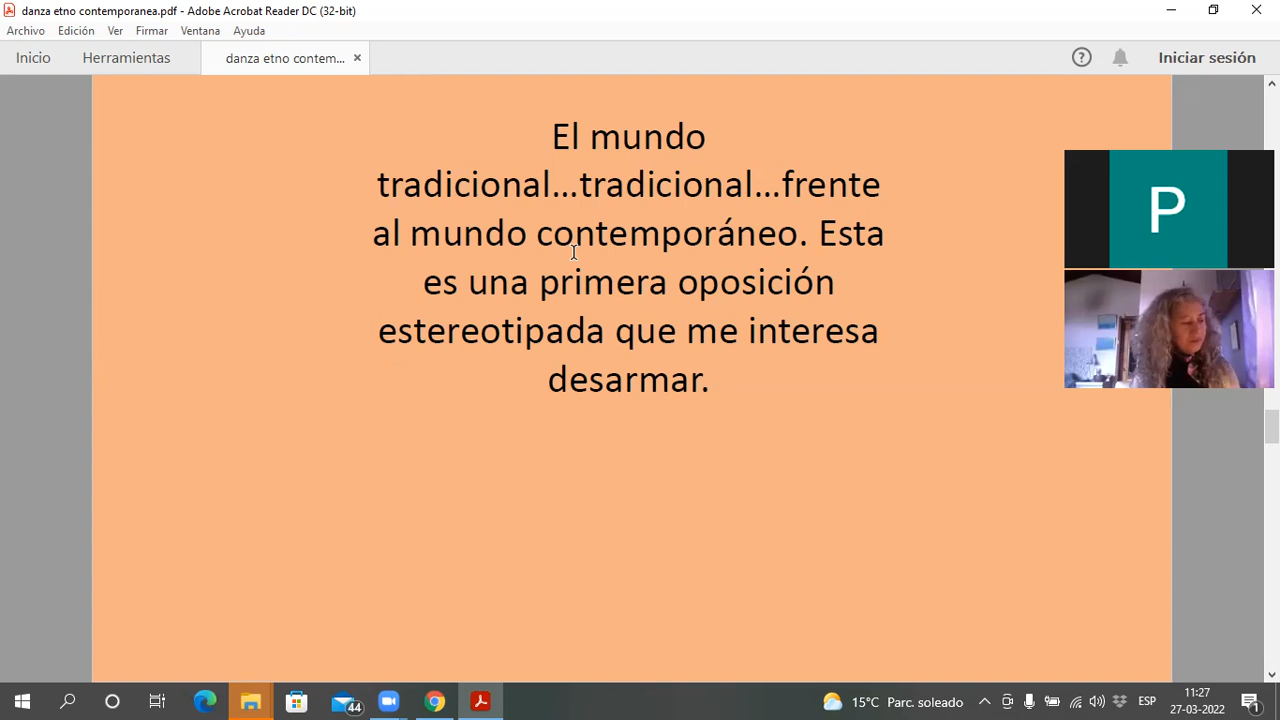 danza etno contemporanea.pdf - Adobe Acrobat Reader DC (32-bit)
Archivo Edición Ver Firmar Ventana Ayuda
Inicio Herramientas danza etno contem... × Iniciar sesión
El mundo
tradicional...tradicional...frente
al mundo contemporáneo. Esta
es una primera oposición
estereotipada que me interesa
desarmar.
P
44
15°C Parc. soleado
ESP
11:27
27-03-2022
1